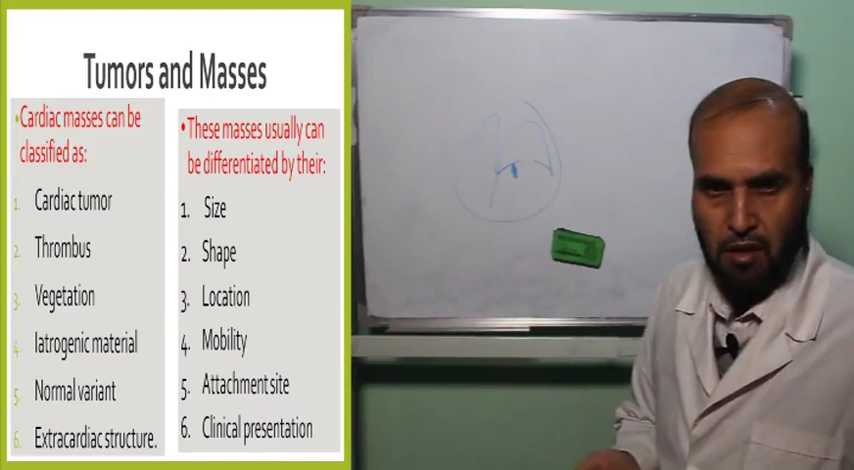 Tumors and Masses
•Cardiac masses can be
classified as:
1. Cardiac tumor
2. Thrombus
3. Vegetation
4. Iatrogenic material
5. Normal variant
6. Extracardiac structure.
•These masses usually can
be differentiated by their:
1. Size
2. Shape
3. Location
4. Mobility
5. Attachment site
6. Clinical presentation.